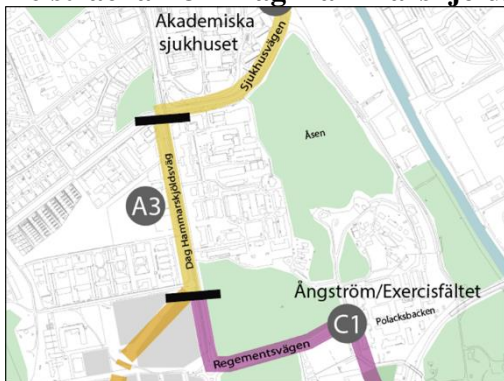 Akademiska
sjukhuset
Sjukhusvägen
Åsen
Dag Hammarskjöldsväg
A3
Ångström/Exercisfältet
C1
Polacksbacken
Regementsvägen